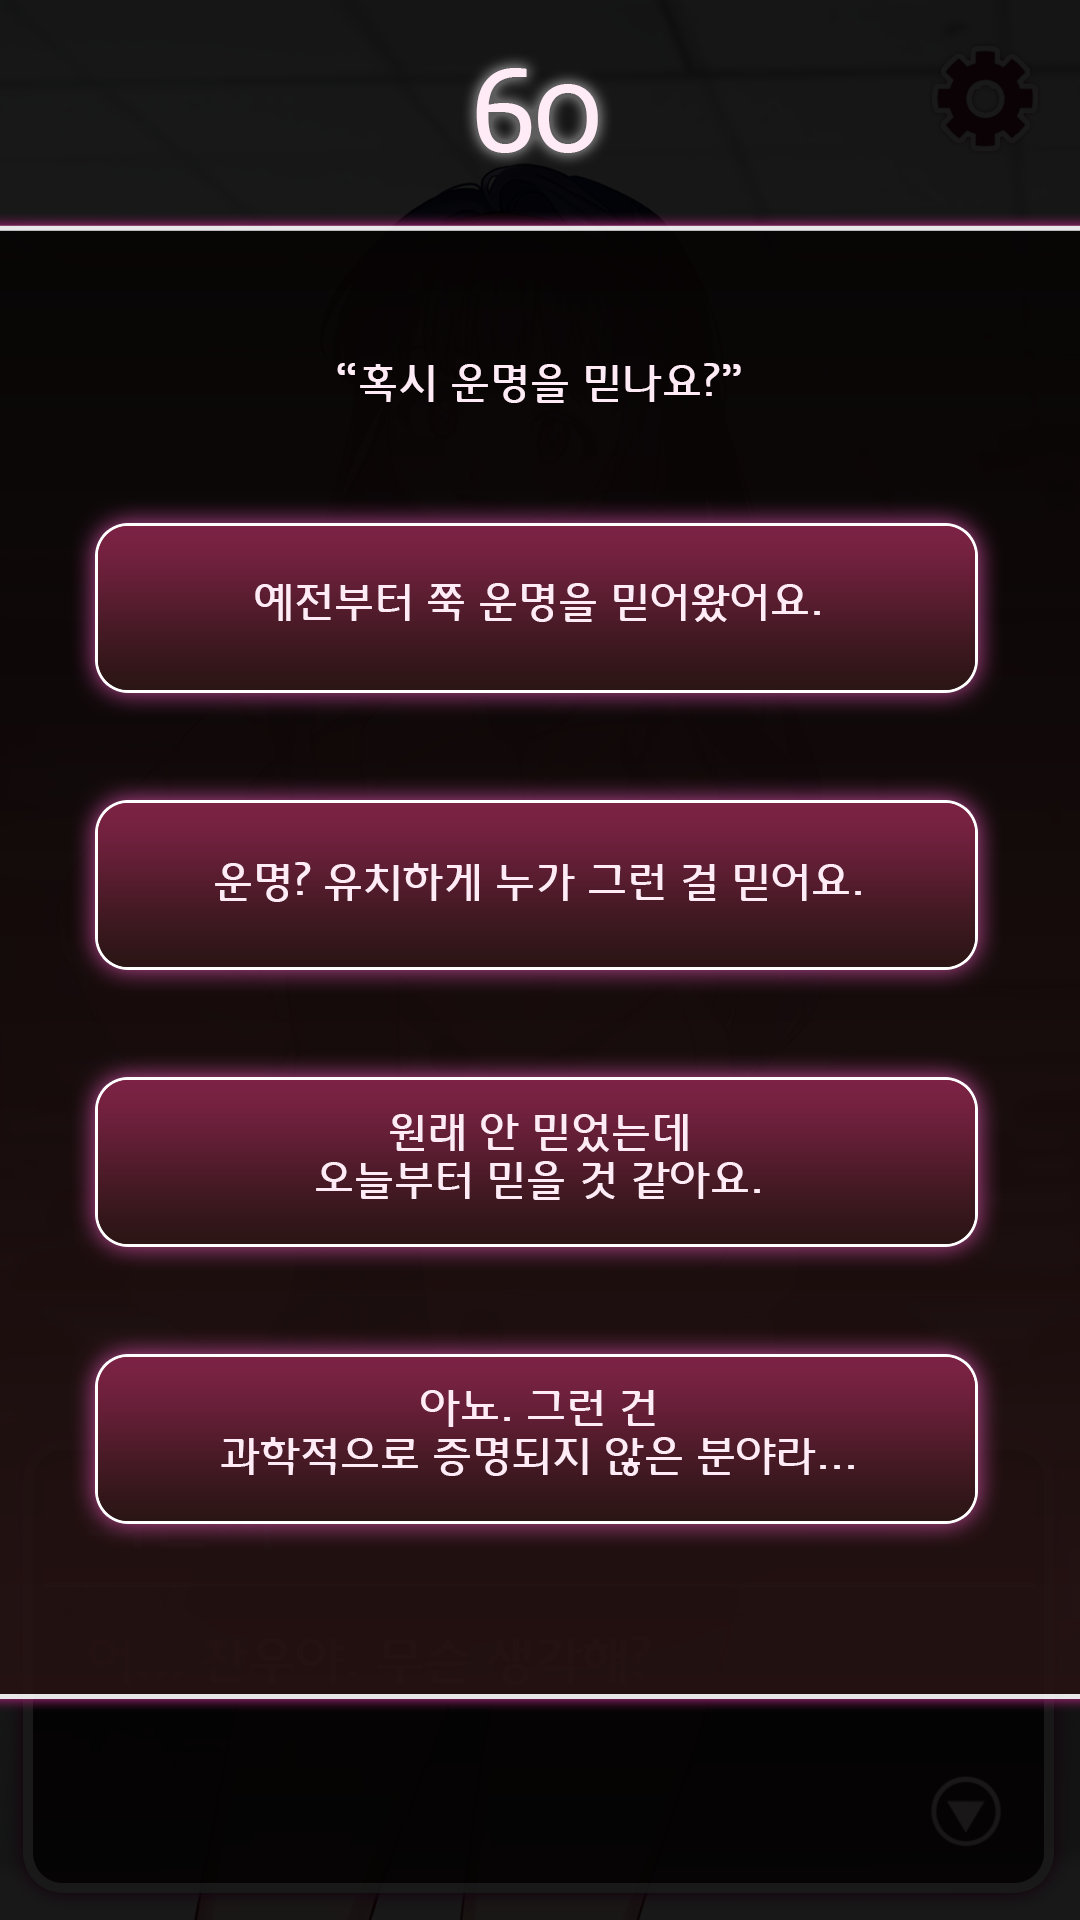 60
“혹시 운명을 믿나요?”
예전부터 쭉 운명을 믿어왔어요.
운명? 유치하게 누가 그런 걸 믿어요.
원래 안 믿었는데
오늘부터 믿을 것 같아요.
아뇨. 그런 건
과학적으로 증명되지 않은 분야라...